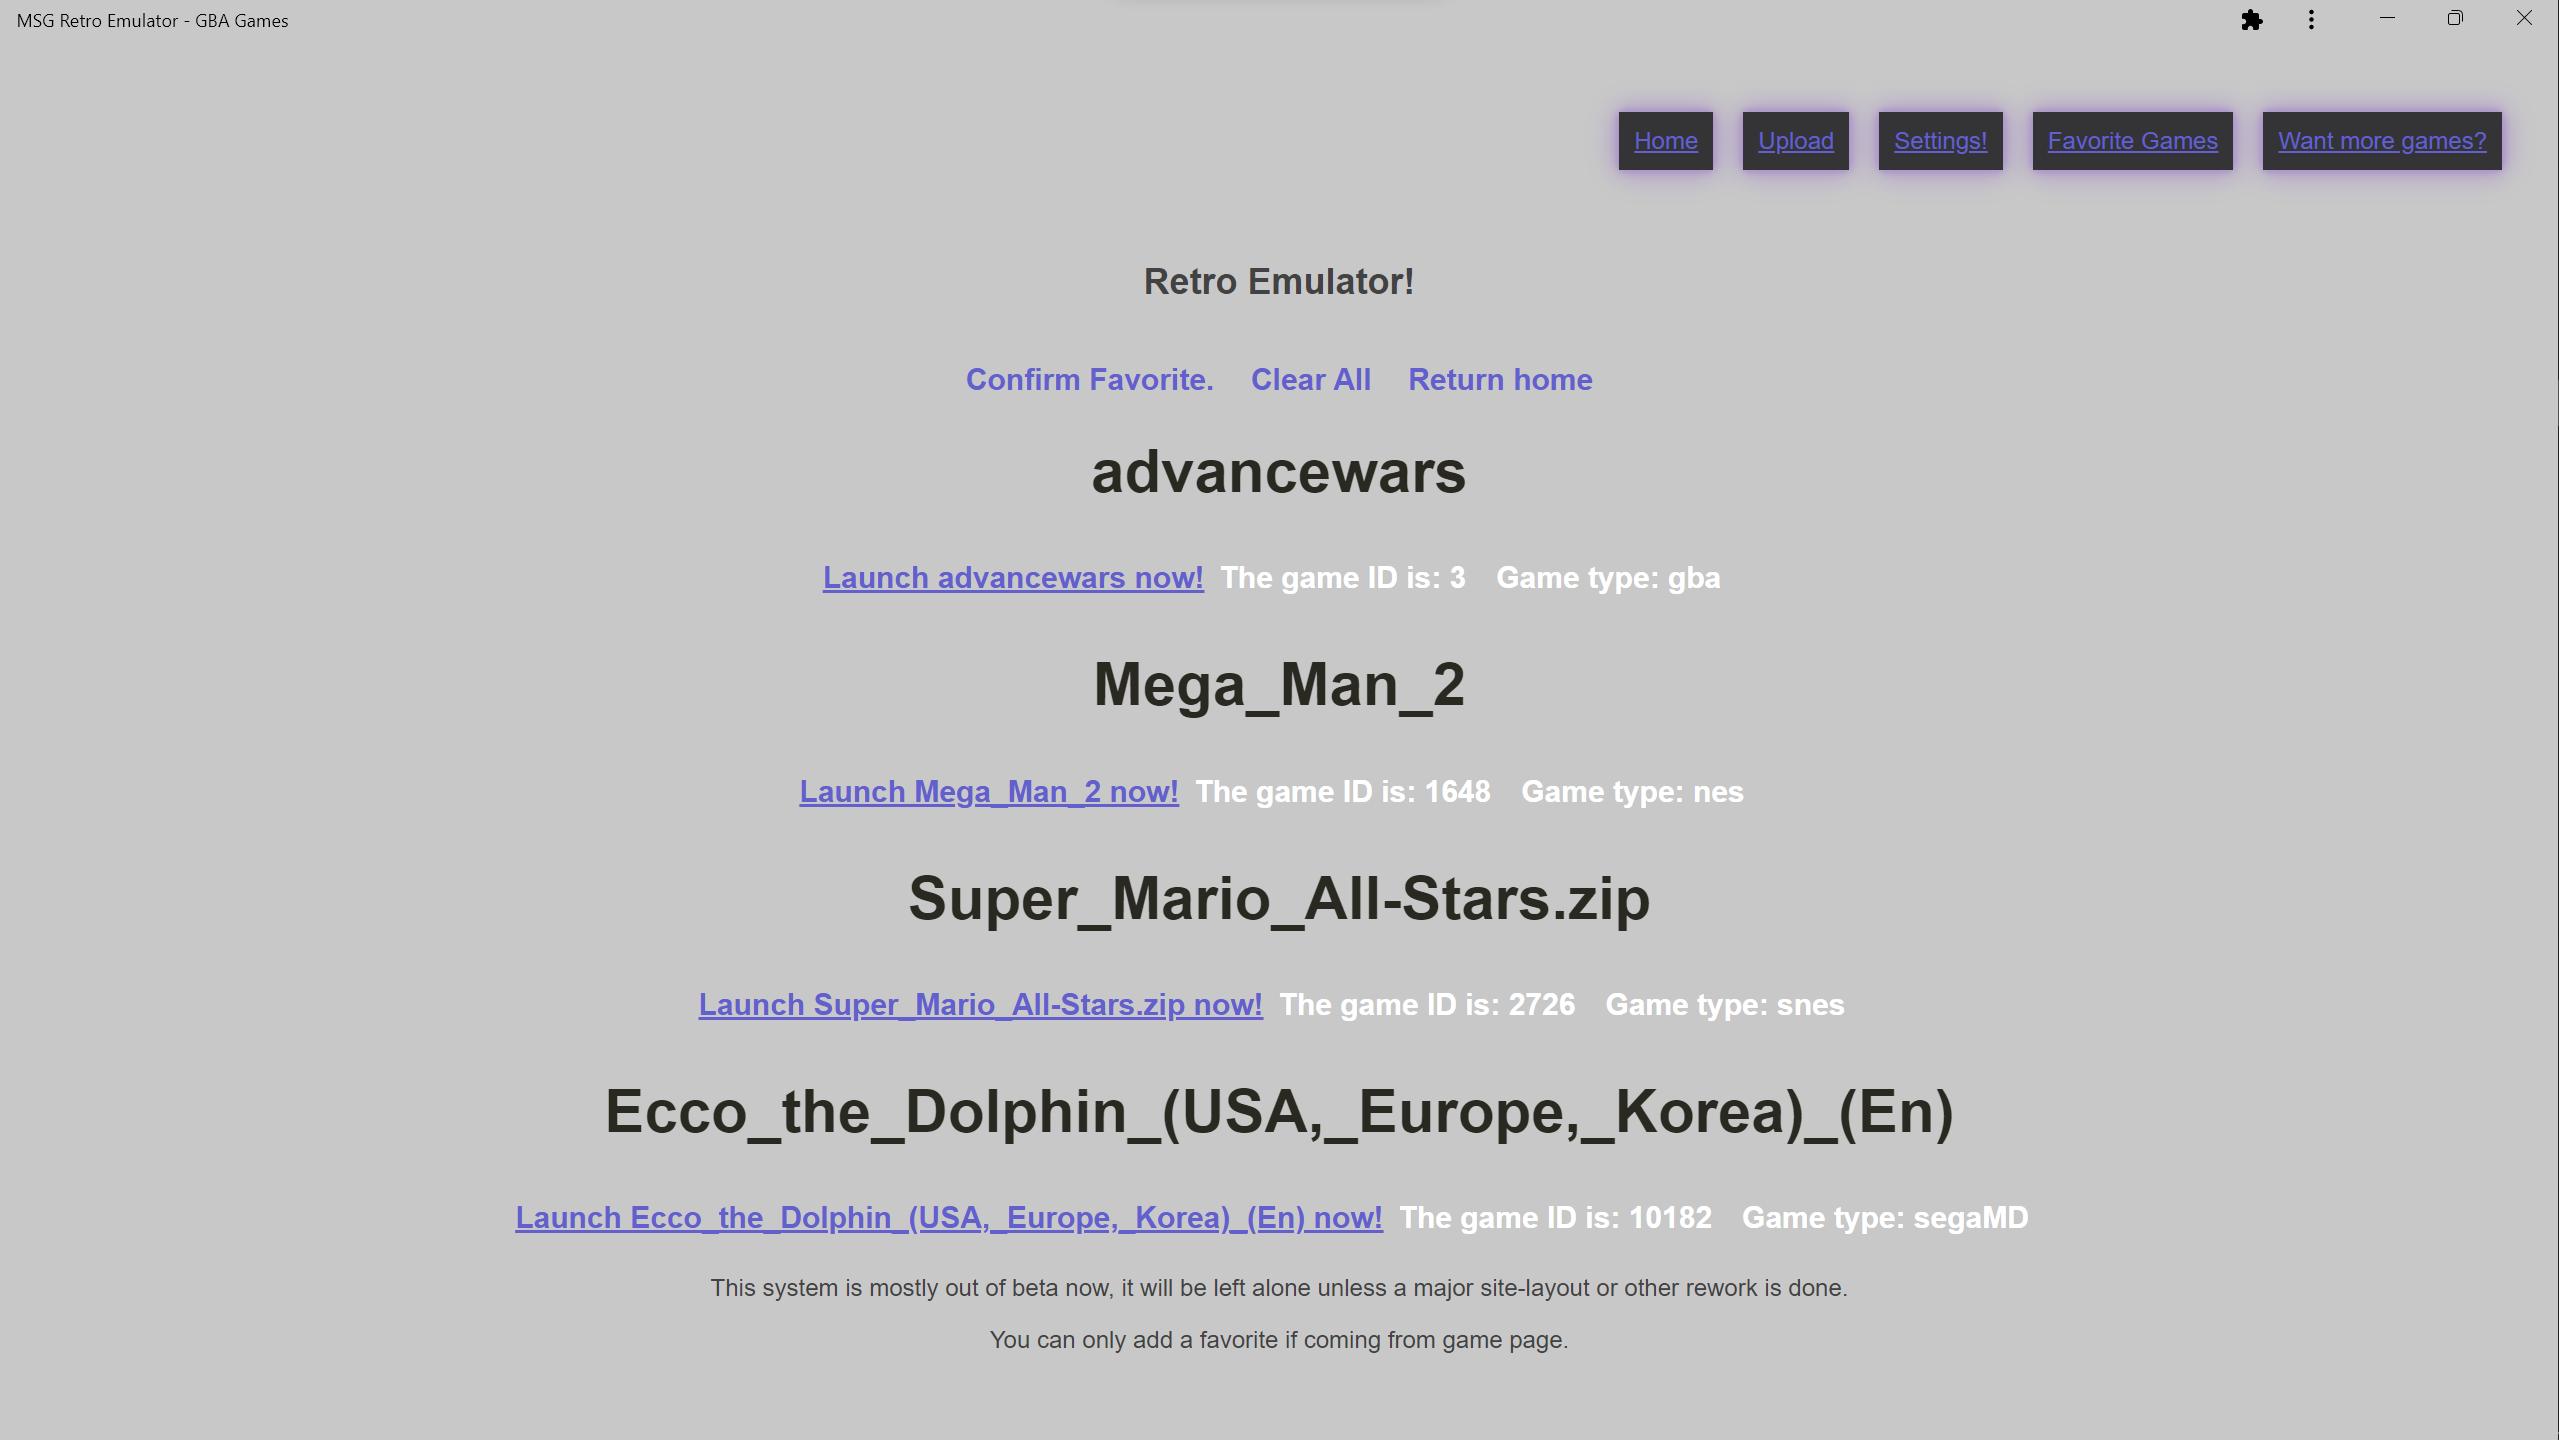 MSG Retro Emulator - GBA Games
Home Upload Settings! Favorite Games Want more games?
Retro Emulator!
Confirm Favorite. Clear All Return home
advancewars
Launch advancewars now! The game ID is: 3 Game type: gba
Mega_Man_2
Launch Mega_Man_2 now! The game ID is: 1648 Game type: nes
Super_Mario_All-Stars.zip
Launch Super_Mario_All-Stars.zip now! The game ID is: 2726 Game type: snes
Ecco_the_Dolphin_(USA,_Europe,_Korea)_(En)
Launch Ecco_the_Dolphin_(USA,_Europe,_Korea)_(En) now! The game ID is: 10182 Game type: segaMD
This system is mostly out of beta now, it will be left alone unless a major site-layout or other rework is done.
You can only add a favorite if coming from game page.